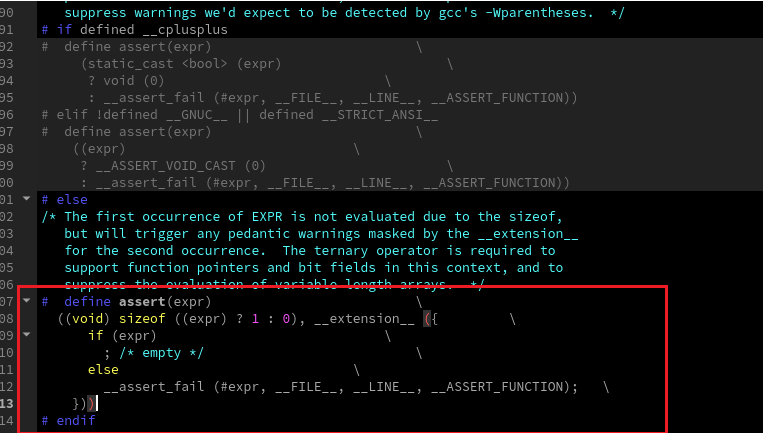 90 suppress warnings we'd expect to be detected by gcc's -Wparentheses.  */
91 # if defined __cplusplus
92 #  define assert(expr) \
93 (static_cast <bool> (expr) \
94 ? void (0) \
95 : __assert_fail (#expr, __FILE__, __LINE__, __ASSERT_FUNCTION))
96 # elif !defined __GNUC__ || defined __STRICT_ANSI__
97 #  define assert(expr) \
98 ((expr) \
99 ? __ASSERT_VOID_CAST (0) \
00 : __assert_fail (#expr, __FILE__, __LINE__, __ASSERT_FUNCTION))
01 # else
02 /* The first occurrence of EXPR is not evaluated due to the sizeof,
03 but will trigger any pedantic warnings masked by the __extension__
04 for the second occurrence.  The ternary operator is required to
05 support function pointers and bit fields in this context, and to
06 suppress the evaluation of variable length arrays.  */
07 #  define assert(expr) \
08 ((void) sizeof ((expr) ? 1 : 0), __extension__ ({ \
09 if (expr) \
10 ; /* empty */ \
11 else \
12 __assert_fail (#expr, __FILE__, __LINE__, __ASSERT_FUNCTION); \
13 }))
14 # endif